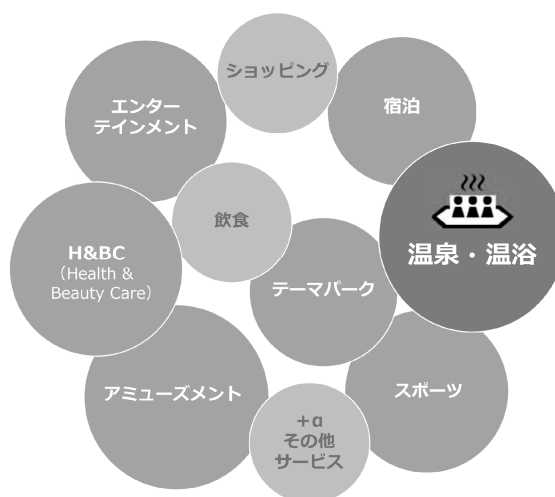 ショッピング
エンター
テインメント
宿泊
飲食
温泉・温浴
H&BC
（Health &
Beauty Care）
テーマパーク
アミューズメント
スポーツ
+α
その他
サービス